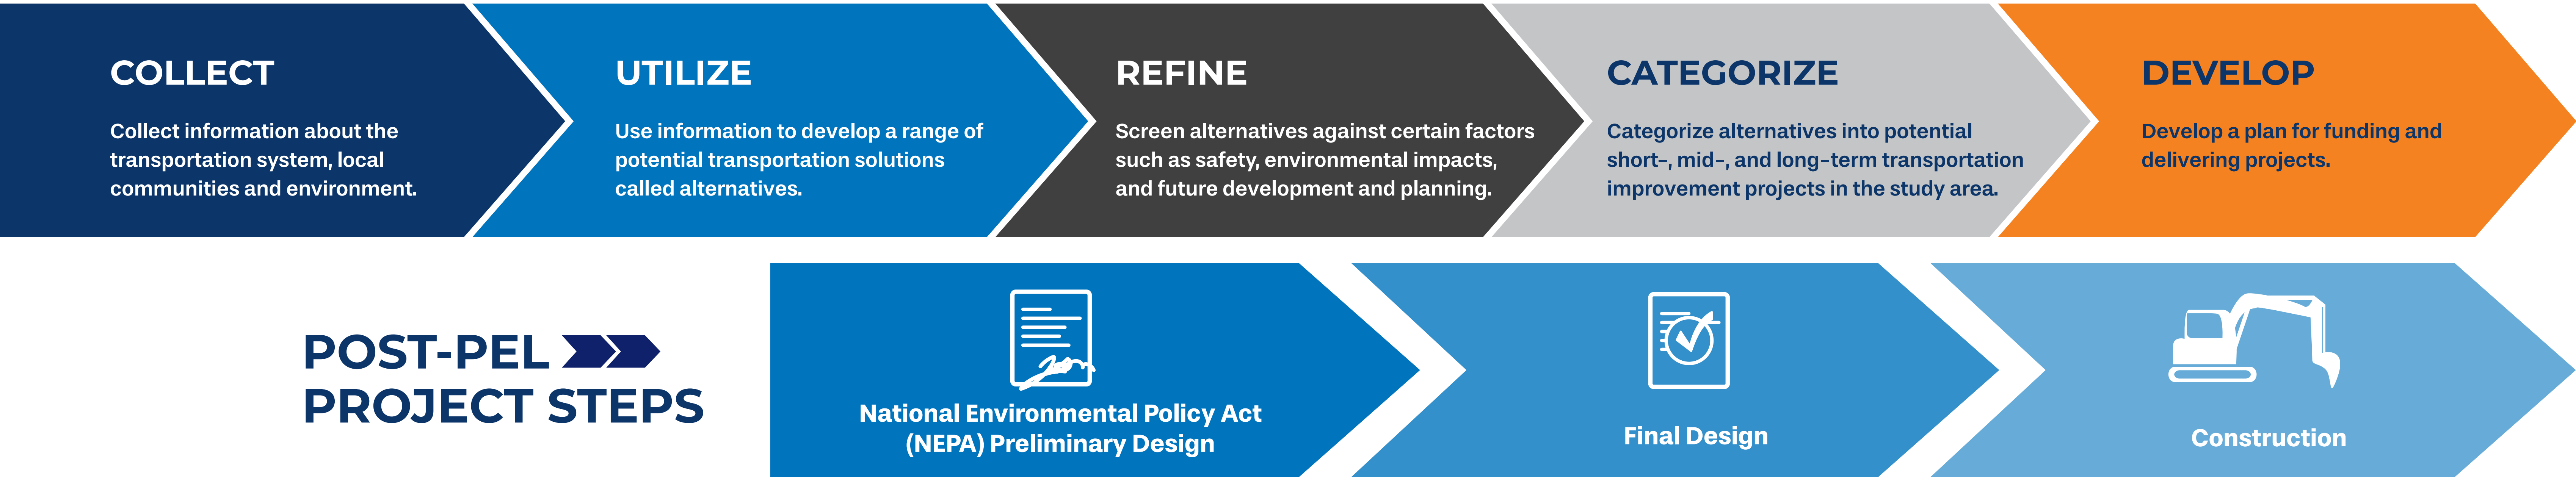 COLLECT
Collect information about the
transportation system, local
communities and environment.
UTILIZE
Use information to develop a range of
potential transportation solutions
called alternatives.
REFINE
Screen alternatives against certain factors
such as safety, environmental impacts,
and future development and planning.
CATEGORIZE
Categorize alternatives into potential
short-, mid-, and long-term transportation
improvement projects in the study area.
DEVELOP
Develop a plan for funding and
delivering projects.
POST-PEL
PROJECT STEPS
National Environmental Policy Act
(NEPA) Preliminary Design
Final Design
Construction